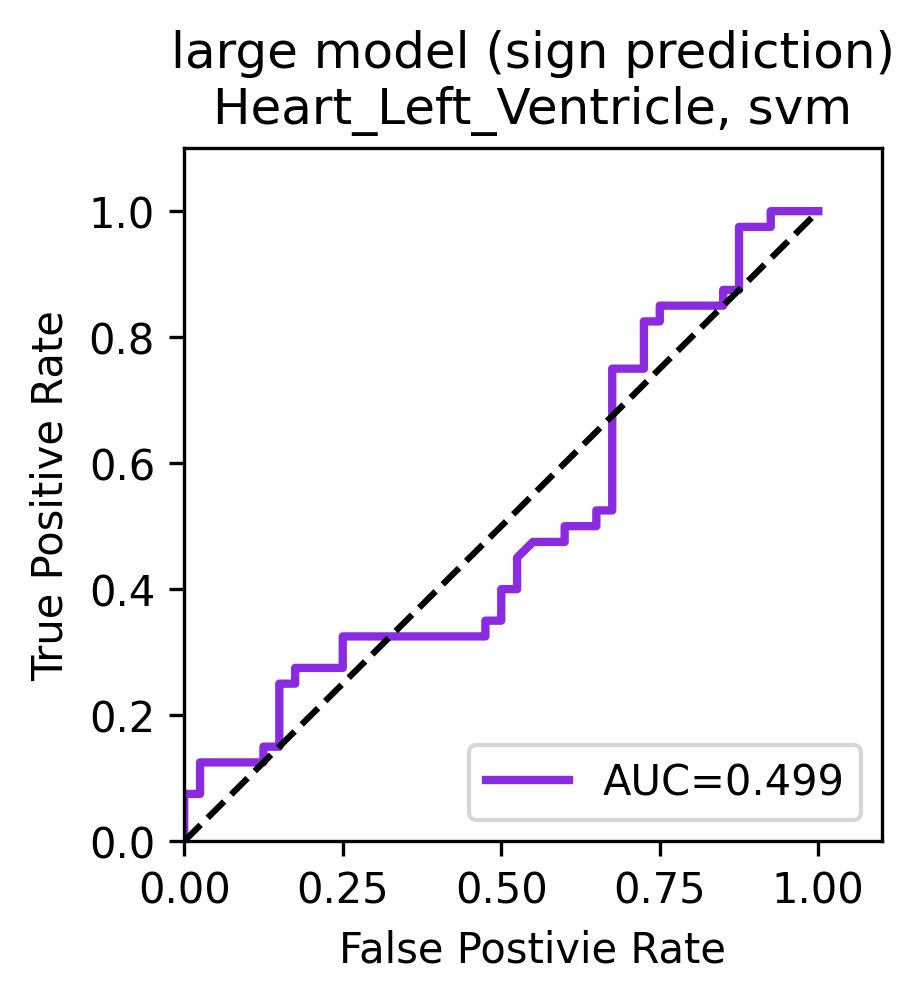 large model (sign prediction)
Heart_Left_Ventricle, svm
1.0
0.8
0.6
0.4
0.2
0.0
True Positive Rate
AUC=0.499
0.00 0.25 0.50 0.75 1.00
False Postivie Rate